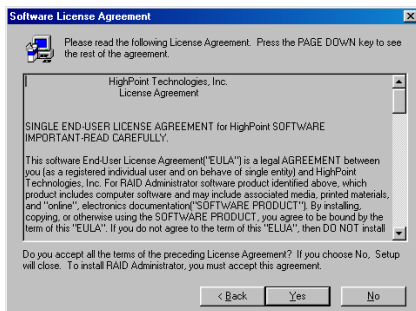 Software License Agreement
Please read the following License Agreement. Press the PAGE DOWN key to see
the rest of the agreement.
HighPoint Technologies, Inc.
License Agreement
SINGLE END-USER LICENSE AGREEMENT for HighPoint SOFTWARE
IMPORTANT-READ CAREFULLY.
This software End-User License Agreement("EULA") is a legal AGREEMENT between
you (as a registered individual user and on behave of single entity) and HighPoint
Technologies, Inc. For RAID Administrator software product identified above, which
product includes computer software and may include associated media, printed materials,
and "online", electronics documentation("SOFTWARE PRODUCT"). By installing,
copying, or otherwise using the SOFTWARE PRODUCT, you agree to be bound by the
term of this "EULA". If you do not agree to the term of this "ELUA", then DO NOT install
Do you accept all the terms of the preceding License Agreement? If you choose No, Setup
will close. To install RAID Administrator, you must accept this agreement.
< Back
Yes
No